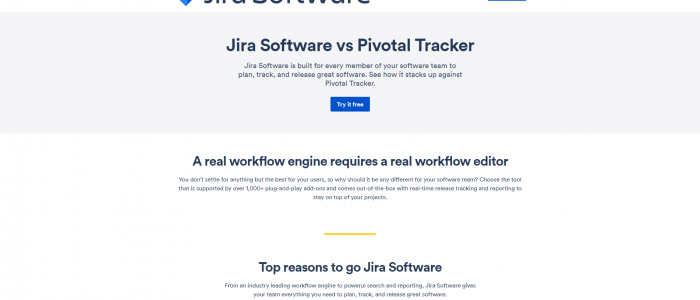 Jira Software
Jira Software vs Pivotal Tracker
Jira Software is built for every member of your software team to
plan, track, and release great software. See how it stacks up against
Pivotal Tracker.
Try it free
A real workflow engine requires a real workflow editor
You don't settle for anything but the best for your users, so why should it be any different for your software team? Choose the tool
that is supported by over 1,000+ plug-and-play add-ons and comes out-of-the-box with real-time release tracking and reporting to
stay on top of your projects.
Top reasons to go Jira Software
From an industry leading workflow engine to powerul search and reporting, Jira Software gives
your team everything you need to plan, track, and release great software.